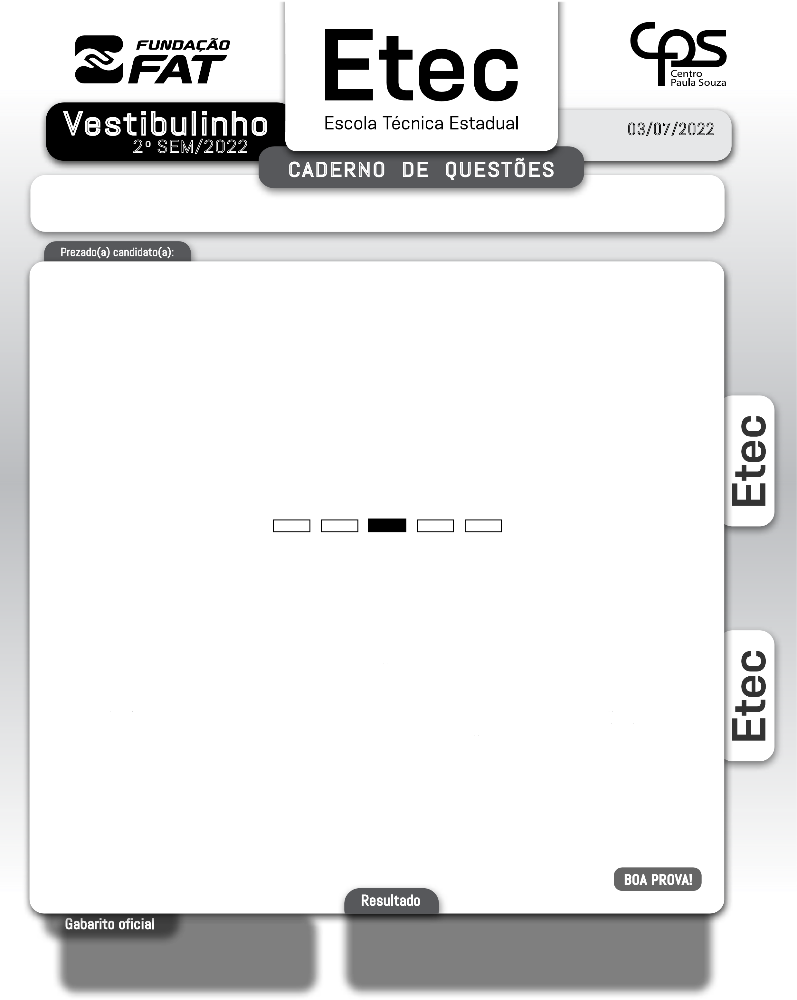 FUNDAÇÃO
FAT
Etec
Escola Técnica Estadual
cps
Centro
Paula Souza
Vestibulinho
2º SEM/2022
03/07/2022
CADERNO DE QUESTÕES
Prezado(a) candidato(a):
Etec
Etec
BOA PROVA!
Resultado
Gabarito oficial